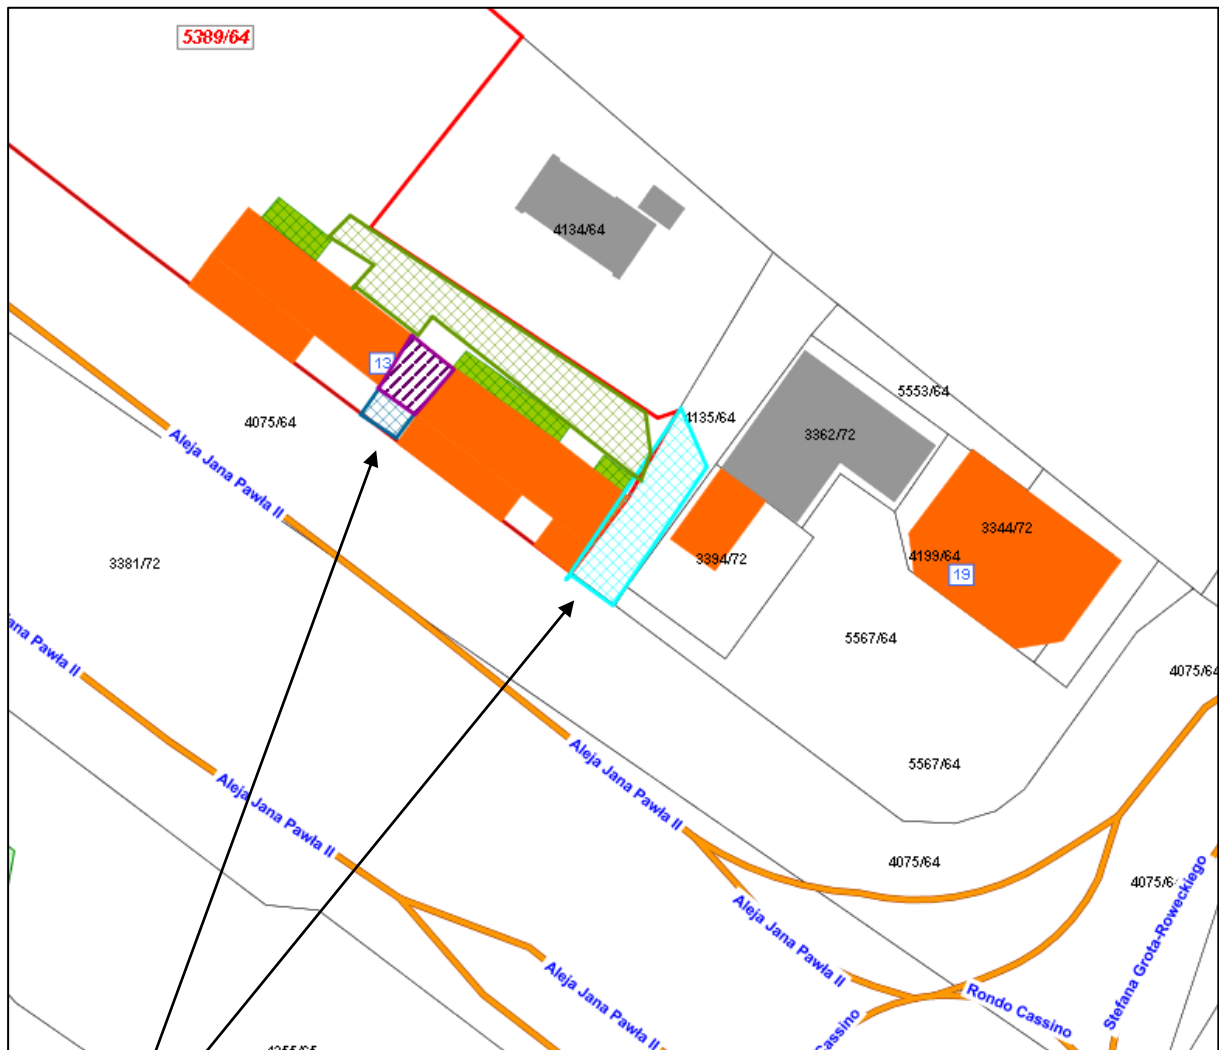 5389/64
4134/64
13
4075/64
5553/64
4135/64
3362/72
3344/72
4199/64
19
3394/72
Aleja Jana Pawła II
3381/72
Jana Pawła II
5567/64
4075/64
Aleja Jana Pawła II
5567/64
Aleja Jana Pawła II
4075/64
4075/6
Stefana Grota-Roweckiego
Aleja Jana Pawła II
Aleja Jana Pawła II
Rondo Cassino
Cassino